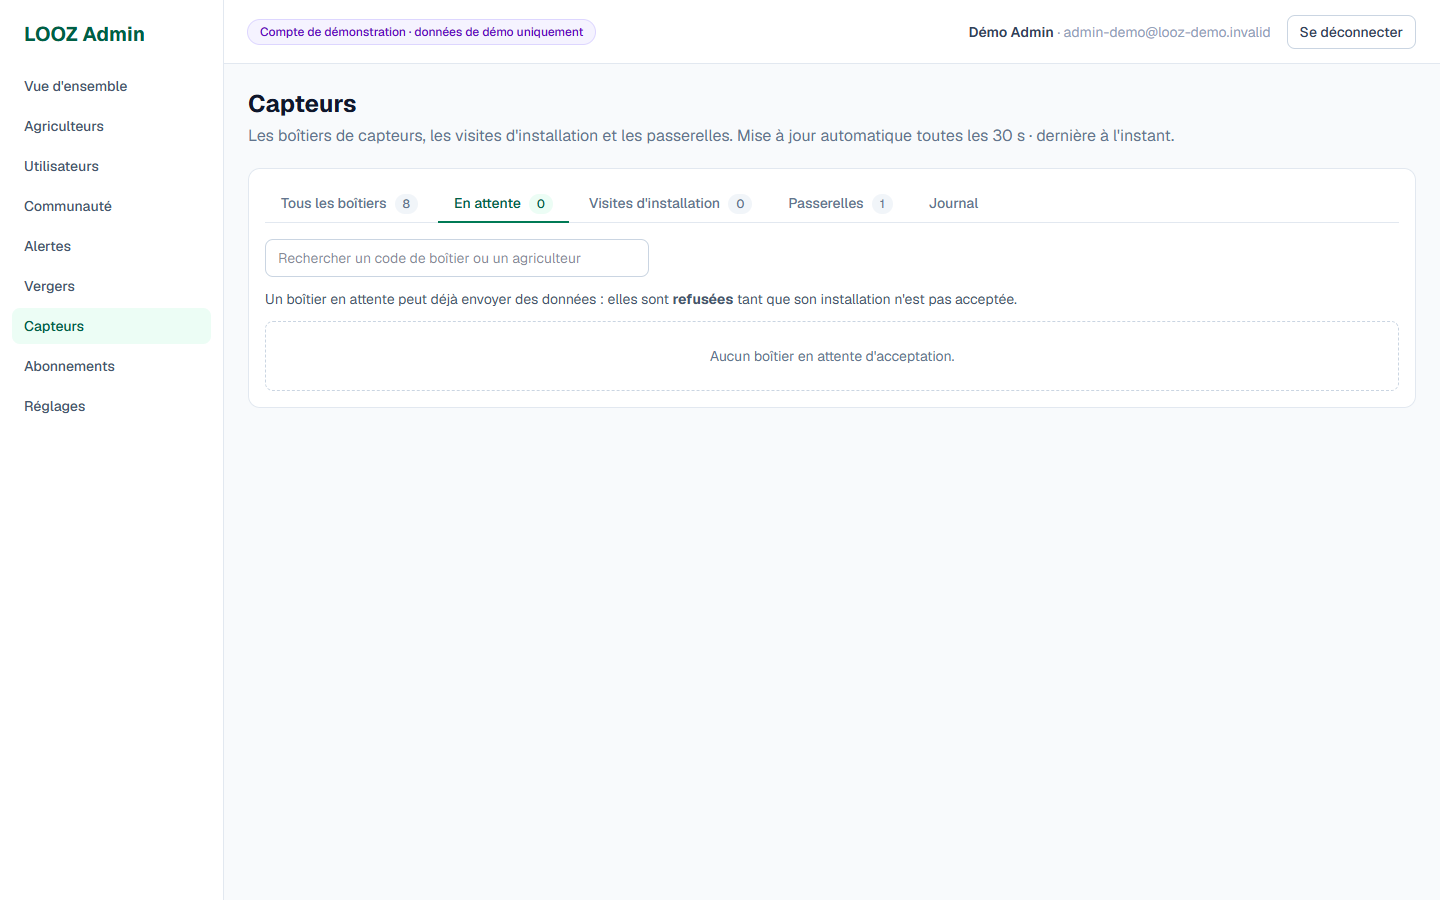 LOOZ Admin
Compte de démonstration · données de démo uniquement
Démo Admin · admin-demo@looz-demo.invalid
Se déconnecter
Vue d'ensemble
Agriculteurs
Utilisateurs
Communauté
Alertes
Vergers
Capteurs
Abonnements
Réglages
Capteurs
Les boîtiers de capteurs, les visites d'installation et les passerelles. Mise à jour automatique toutes les 30 s · dernière à l'instant.
Tous les boîtiers 8
En attente 0
Visites d'installation 0
Passerelles 1
Journal
Rechercher un code de boîtier ou un agriculteur
Un boîtier en attente peut déjà envoyer des données : elles sont refusées tant que son installation n'est pas acceptée.
Aucun boîtier en attente d'acceptation.